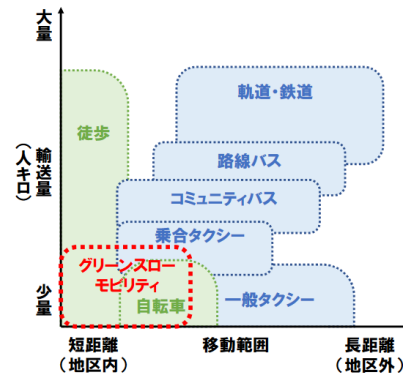 大量
軌道・鉄道
徒歩
路線バス
輸送量
（人キロ）
コミュニティバス
乗合タクシー
グリーンスロー
モビリティ
自転車
一般タクシー
少量
短距離
（地区内）
移動範囲
長距離
（地区外）